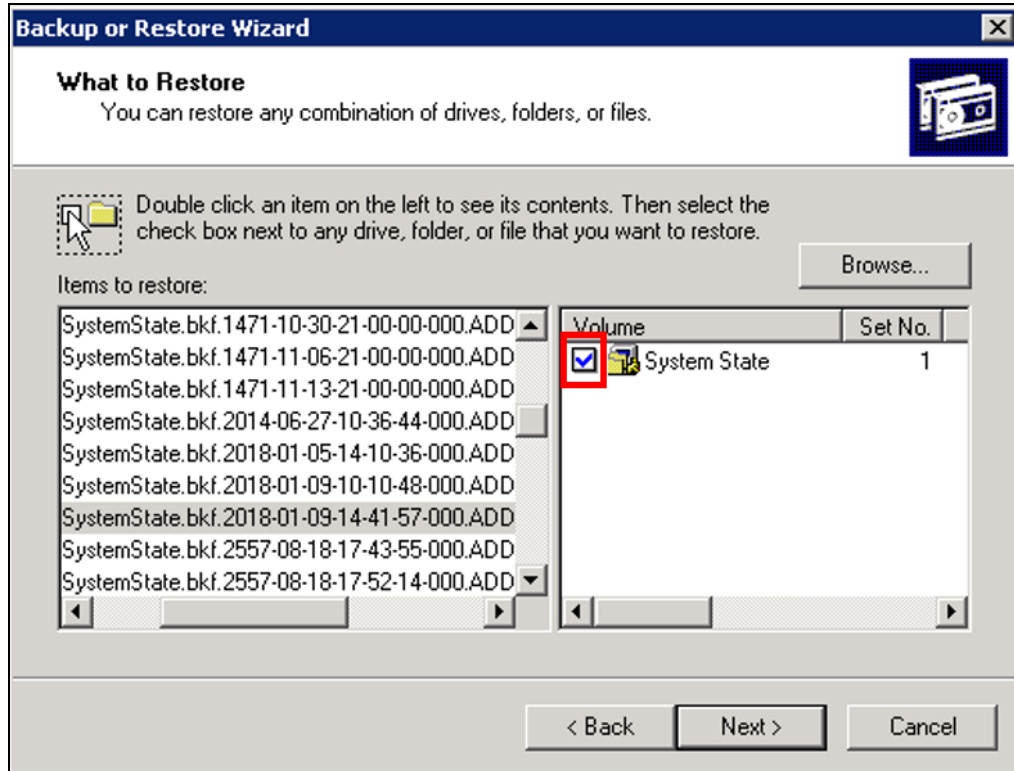 Backup or Restore Wizard
What to Restore
You can restore any combination of drives, folders, or files.
Double click an item on the left to see its contents. Then select the
check box next to any drive, folder, or file that you want to restore.
Browse...
Items to restore:
SystemState.bkf.1471-10-30-21-00-00-000.ADD
SystemState.bkf.1471-11-06-21-00-00-000.ADD
SystemState.bkf.1471-11-13-21-00-00-000.ADD
SystemState.bkf.2014-06-27-10-36-44-000.ADD
SystemState.bkf.2018-01-05-14-10-36-000.ADD
SystemState.bkf.2018-01-09-10-10-48-000.ADD
SystemState.bkf.2018-01-09-14-41-57-000.ADD
SystemState.bkf.2557-08-18-17-43-55-000.ADD
SystemState.bkf.2557-08-18-17-52-14-000.ADD
Volume Set No.
System State 1
< Back Next > Cancel